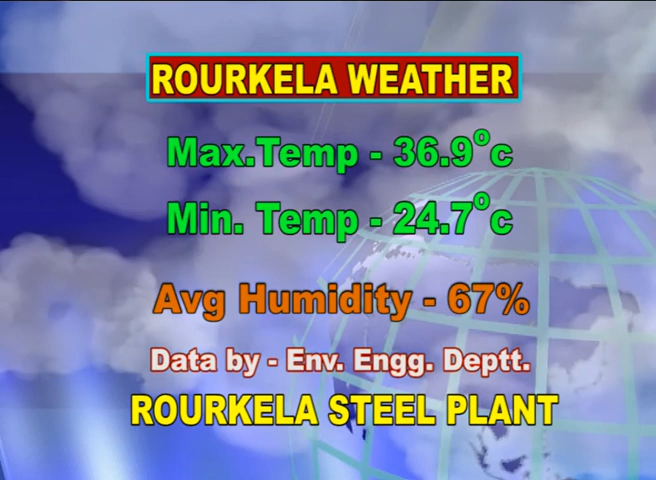 ROURKELA WEATHER
Max.Temp - 36.9°c
Min. Temp - 24.7°c
Avg Humidity - 67%
Data by - Env. Engg. Deptt.
ROURKELA STEEL PLANT